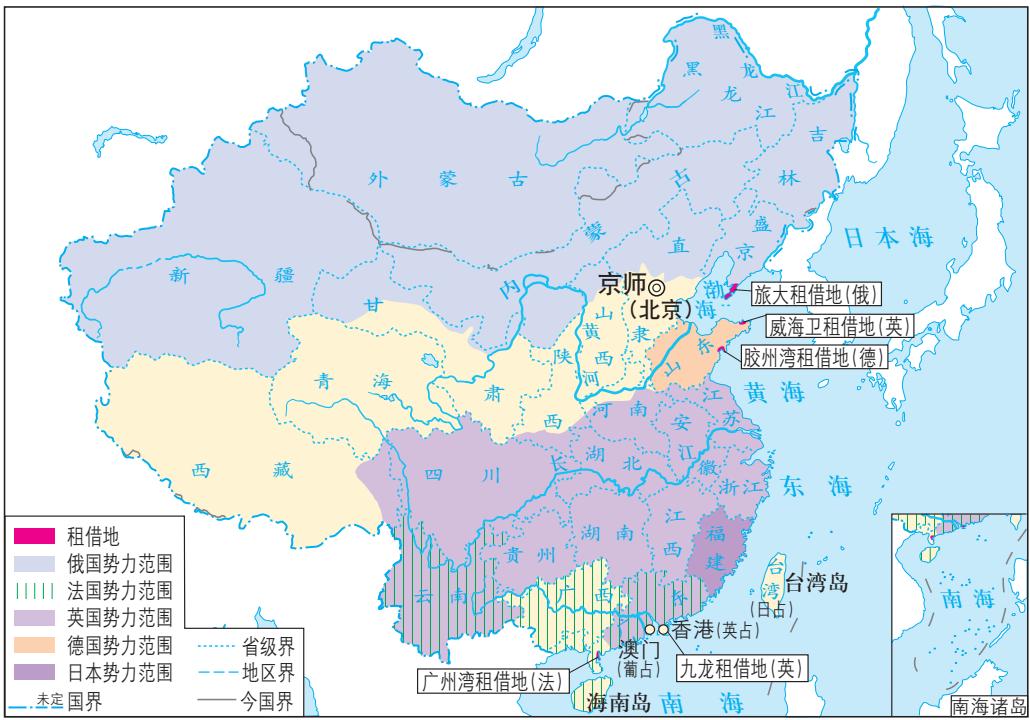 黑
龙
江
黑
龙
江
吉
林
盛
京
外蒙古
内
蒙
古
新疆
甘
肃
直
隶
京师
(北京)
渤
海
日本海
旅大租借地(俄)
威海卫租借地(英)
胶州湾租借地(德)
山
西
黄
河
陕
西
山
东
青海
西藏
黄海
河南
江
苏
安
徽
四川
长
江
湖北
浙江
东海
贵州
湖南
江
西
福
建
云南
广西
东
台
湾
台湾岛
(日占)
香港(英占)
澳门
(葡占)
九龙租借地(英)
广州湾租借地(法)
海南岛
南海
南海
南海诸岛
租借地
俄国势力范围
法国势力范围
英国势力范围
德国势力范围
日本势力范围
未定 国界
省级界
地区界
今国界